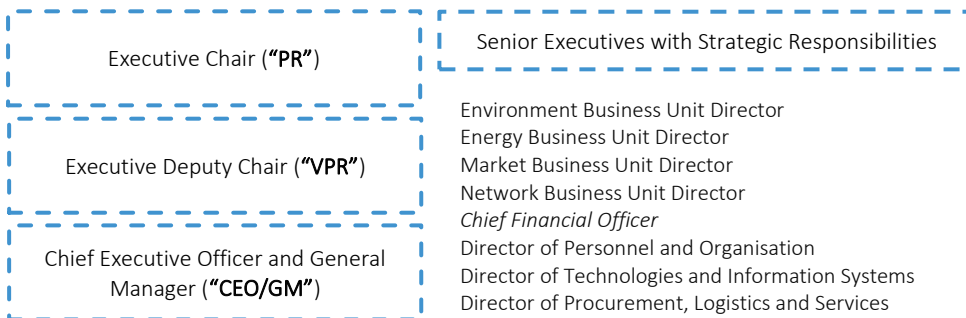 Executive Chair (“PR”)
Executive Deputy Chair (“VPR”)
Chief Executive Officer and General
Manager (“CEO/GM”)
Senior Executives with Strategic Responsibilities
Environment Business Unit Director
Energy Business Unit Director
Market Business Unit Director
Network Business Unit Director
Chief Financial Officer
Director of Personnel and Organisation
Director of Technologies and Information Systems
Director of Procurement, Logistics and Services